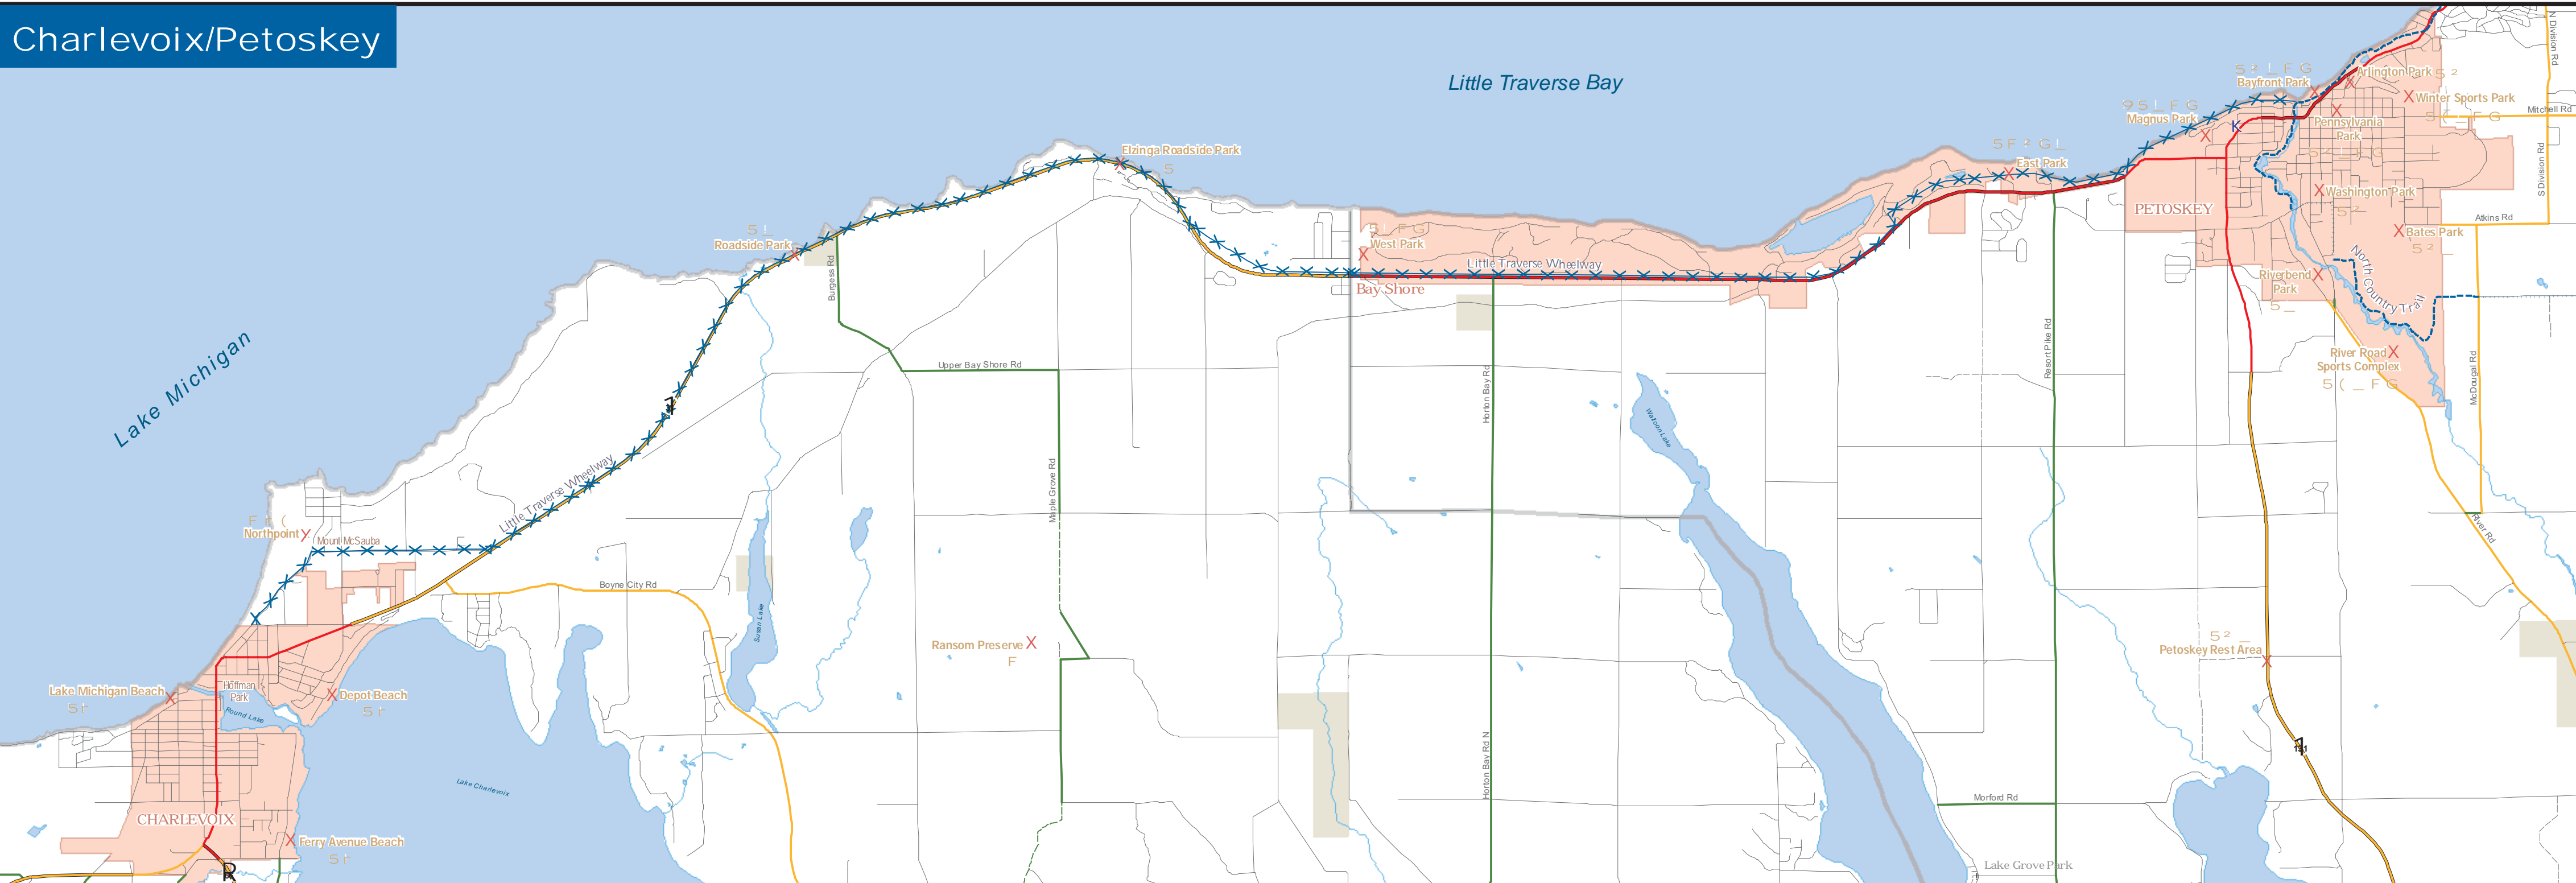 Charlevoix/Petoskey
Little Traverse Bay
Lake Michigan
N Division Rd
Arlington Park
Bayfront Park
Winter Sports Park
Magnus Park
Mitchell Rd
Pennsylvania
Park
K
Elzinga Roadside Park
East Park
S Division Rd
Washington Park
PETOSKEY
Atkins Rd
Bates Park
Roadside Park
West Park
Little Traverse Wheelway
Bay Shore
Burgess Rd
Riverbend
Park
North Country Trail
River Road
Sports Complex
Resort Pike Rd
McDougal Rd
Upper Bay Shore Rd
Horton Bay Rd
Walloon Lake
Maple Grove Rd
Little Traverse Wheelway
Northpoint
Mount McSauba
River Rd
Boyne City Rd
Susan Lake
Ransom Preserve
F
Petoskey Rest Area
Lake Michigan Beach
Hoffman
Park
Depot Beach
Round Lake
Horton Bay Rd N
Lake Charlevoix
Morford Rd
CHARLEVOIX
Ferry Avenue Beach
R
Lake Grove Park